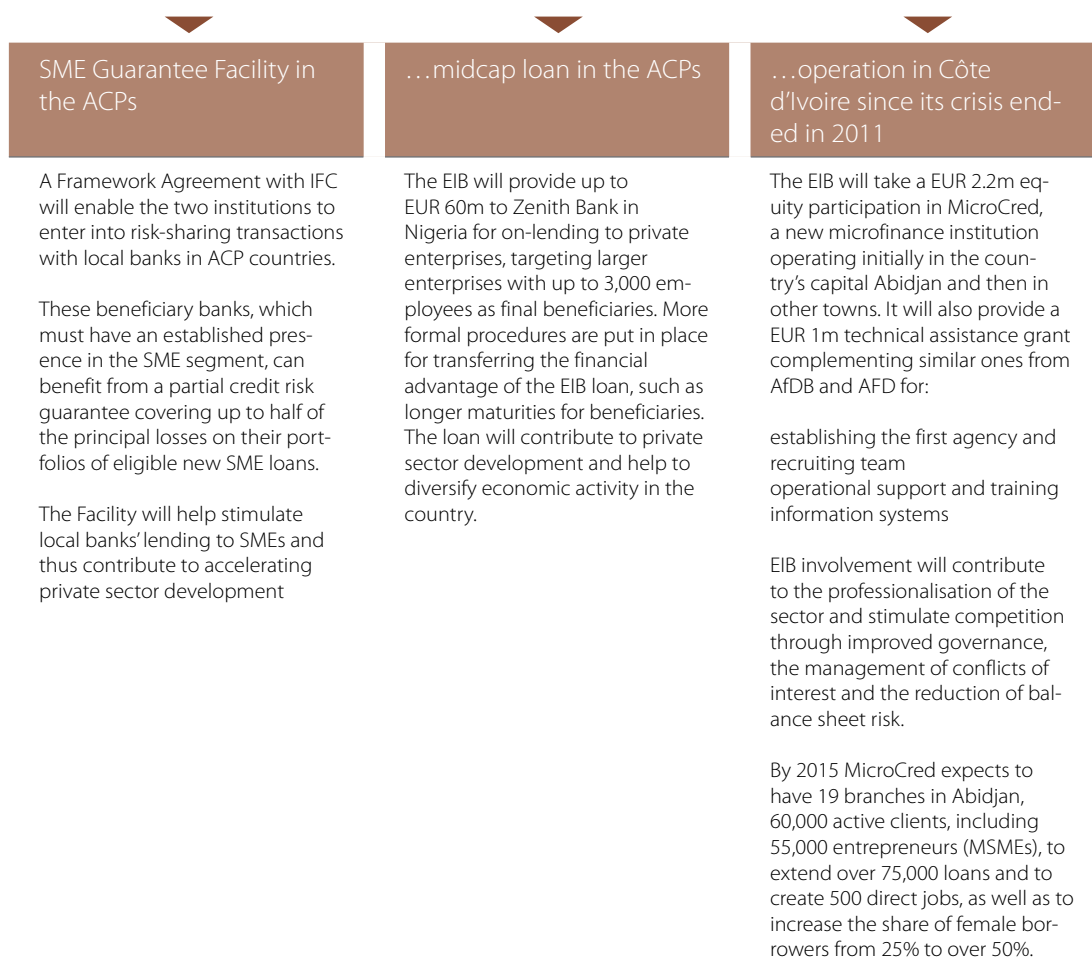 SME Guarantee Facility in
the ACPs
A Framework Agreement with IFC
will enable the two institutions to
enter into risk-sharing transactions
with local banks in ACP countries.
These beneficiary banks, which
must have an established pres-
ence in the SME segment, can
benefit from a partial credit risk
guarantee covering up to half of
the principal losses on their port-
folios of eligible new SME loans.
The Facility will help stimulate
local banks’ lending to SMEs and
thus contribute to accelerating
private sector development
…midcap loan in the ACPs
The EIB will provide up to
EUR 60m to Zenith Bank in
Nigeria for on-lending to private
enterprises, targeting larger
enterprises with up to 3,000 em-
ployees as final beneficiaries. More
formal procedures are put in place
for transferring the financial
advantage of the EIB loan, such as
longer maturities for beneficiaries.
The loan will contribute to private
sector development and help to
diversify economic activity in the
country.
…operation in Côte
d’Ivoire since its crisis end-
ed in 2011
The EIB will take a EUR 2.2m eq-
uity participation in MicroCred,
a new microfinance institution
operating initially in the coun-
try’s capital Abidjan and then in
other towns. It will also provide a
EUR 1m technical assistance grant
complementing similar ones from
AfDB and AFD for:
establishing the first agency and
recruiting team
operational support and training
information systems
EIB involvement will contribute
to the professionalisation of the
sector and stimulate competition
through improved governance,
the management of conflicts of
interest and the reduction of bal-
ance sheet risk.
By 2015 MicroCred expects to
have 19 branches in Abidjan,
60,000 active clients, including
55,000 entrepreneurs (MSMEs), to
extend over 75,000 loans and to
create 500 direct jobs, as well as to
increase the share of female bor-
rowers from 25% to over 50%.